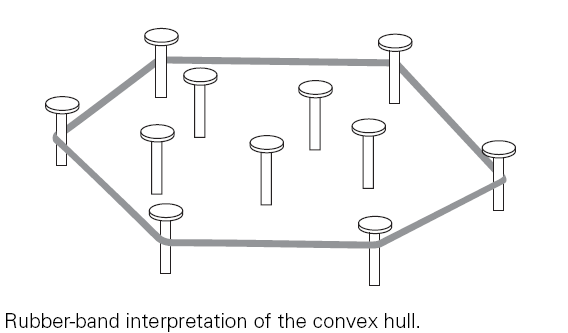 Rubber-band interpretation of the convex hull.